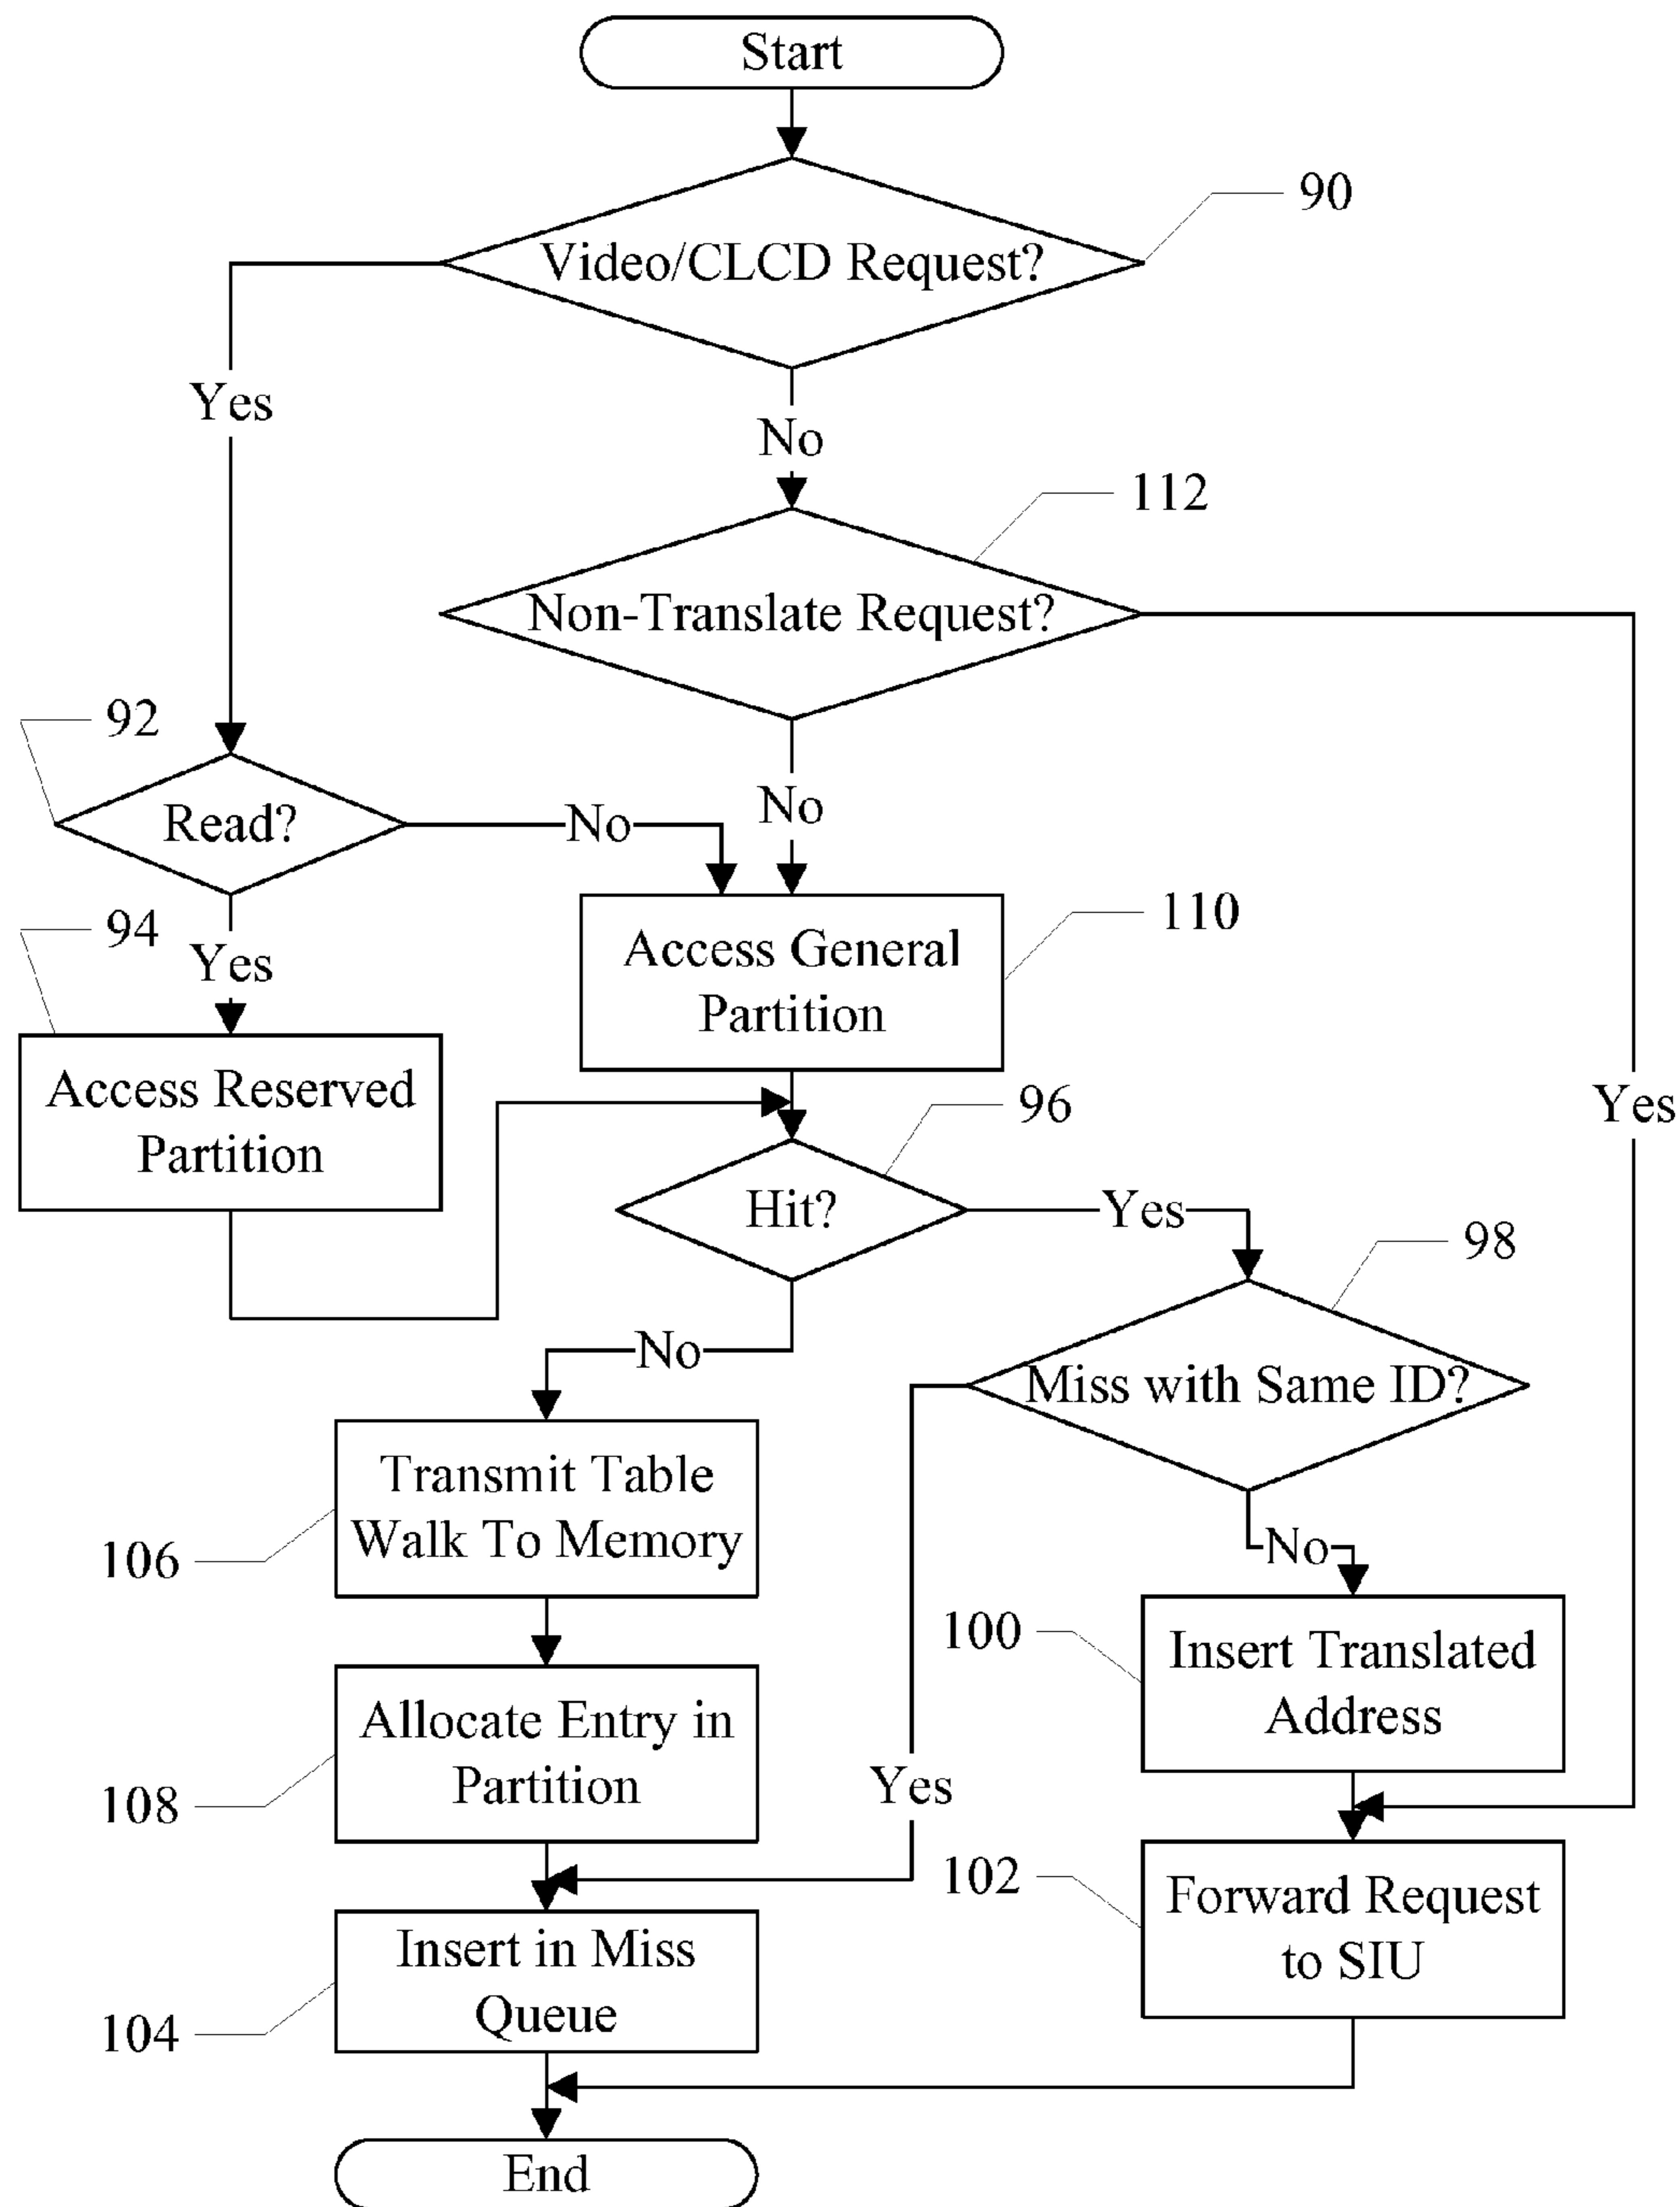 Start
90
Video/CLCD Request?
Yes
No
112
Non-Translate Request?
92
Read?
No
No
94
Yes
110
Access General
Partition
Access Reserved
Partition
96
Yes
Hit?
Yes
98
No
Miss with Same ID?
Transmit Table
Walk To Memory
106
No
100
Insert Translated
Address
Allocate Entry in
Partition
108
Yes
102
Forward Request
to SIU
Insert in Miss
Queue
104
End